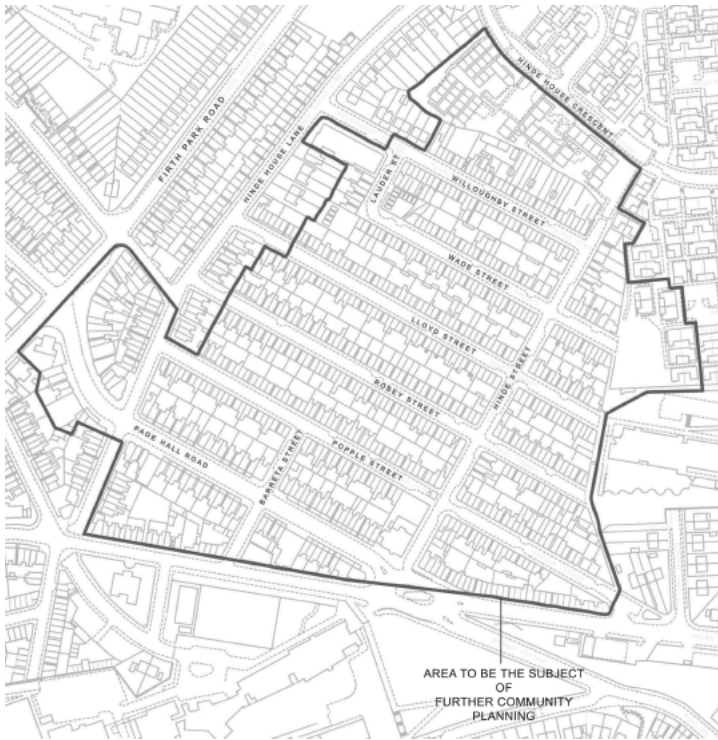 HINDE HOUSE CRESCENT
FIRTH PARK ROAD
HINDE HOUSE LANE
LAUDER ST
WILLOUGHBY STREET
WADE STREET
LLOYD STREET
HINDE STREET
ROBEY STREET
POPPLE STREET
PAGE HALL ROAD
BARRETA STREET
AREA TO BE THE SUBJECT
OF
FURTHER COMMUNITY
PLANNING